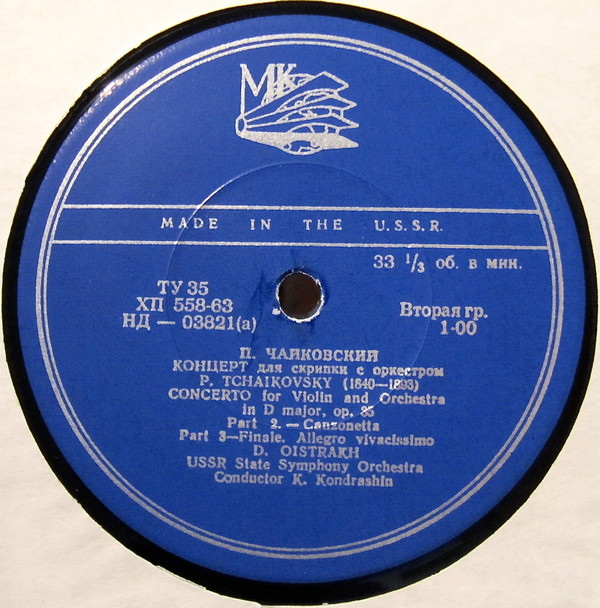 МК
MADE IN THE U.S.S.R.
33 1/3 об. в мин.
ТУ 35
ХП 558-63
НД — 03821(а)
Вторая гр.
1-00
П. ЧАЙКОВСКИЙ
КОНЦЕРТ для скрипки с оркестром
P. TCHAIKOVSKY (1840—1893)
CONCERTO for Violin and Orchestra
in D major, op. 35
Part 2. — Canzonetta
Part 3—Finale. Allegro vivacissimo
D. OISTRAKH
USSR State Symphony Orchestra
Conductor K. Kondrashin